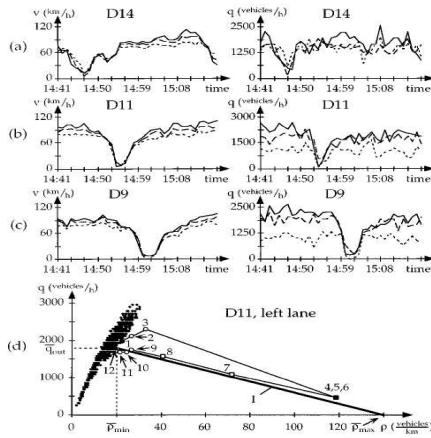 v (km/h) D14
q (vehicles/h) D14
(a)
120
60
0
14:41 14:50 14:59 15:08 time
2500
1250
0
14:41 14:50 14:59 15:08 time
v (km/h) D11
q (vehicles/h) D11
(b)
120
60
0
14:41 14:50 14:59 15:08 time
3000
1500
0
14:41 14:50 14:59 15:08 time
v (km/h) D9
q (vehicles/h) D9
(c)
120
60
0
14:41 14:50 14:59 15:08 time
2500
1250
0
14:41 14:50 14:59 15:08 time
q (vehicles/h)
(d)
D11, left lane
3000
2000
q̄out
1000
0
1 2 3 9 8 7 4,5,6
12 11 10
J
0 20 40 60 80 100 120 140
ρ̄min ρ̄max ρ (vehicles/km)